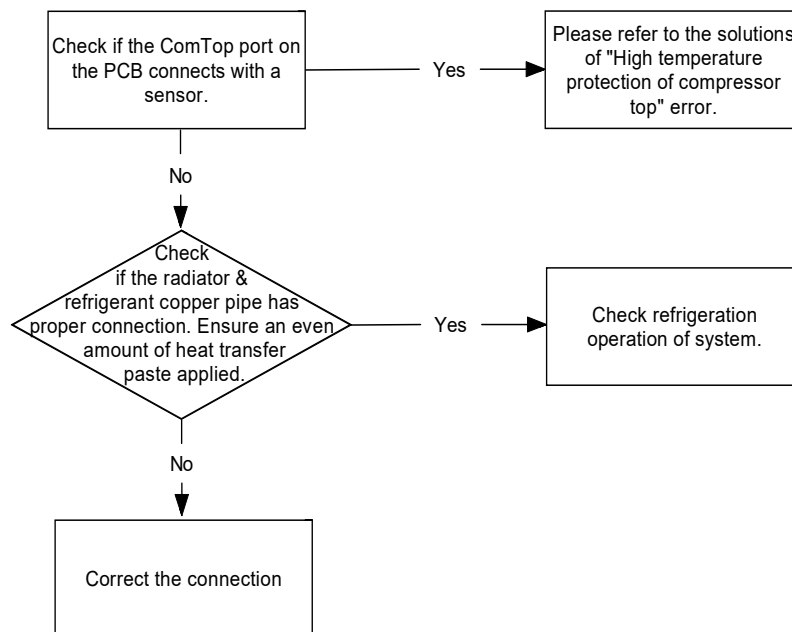 Check if the ComTop port on
the PCB connects with a
sensor.
Yes
Please refer to the solutions
of "High temperature
protection of compressor
top" error.
No
Check
if the radiator &
refrigerant copper pipe has
proper connection. Ensure an even
amount of heat transfer
paste applied.
Yes
Check refrigeration
operation of system.
No
Correct the connection